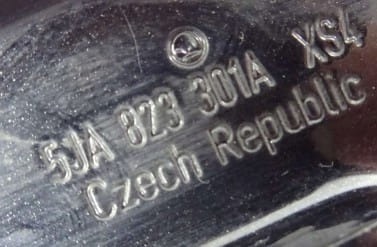 5JA 823 301A XS4
Czech Republic